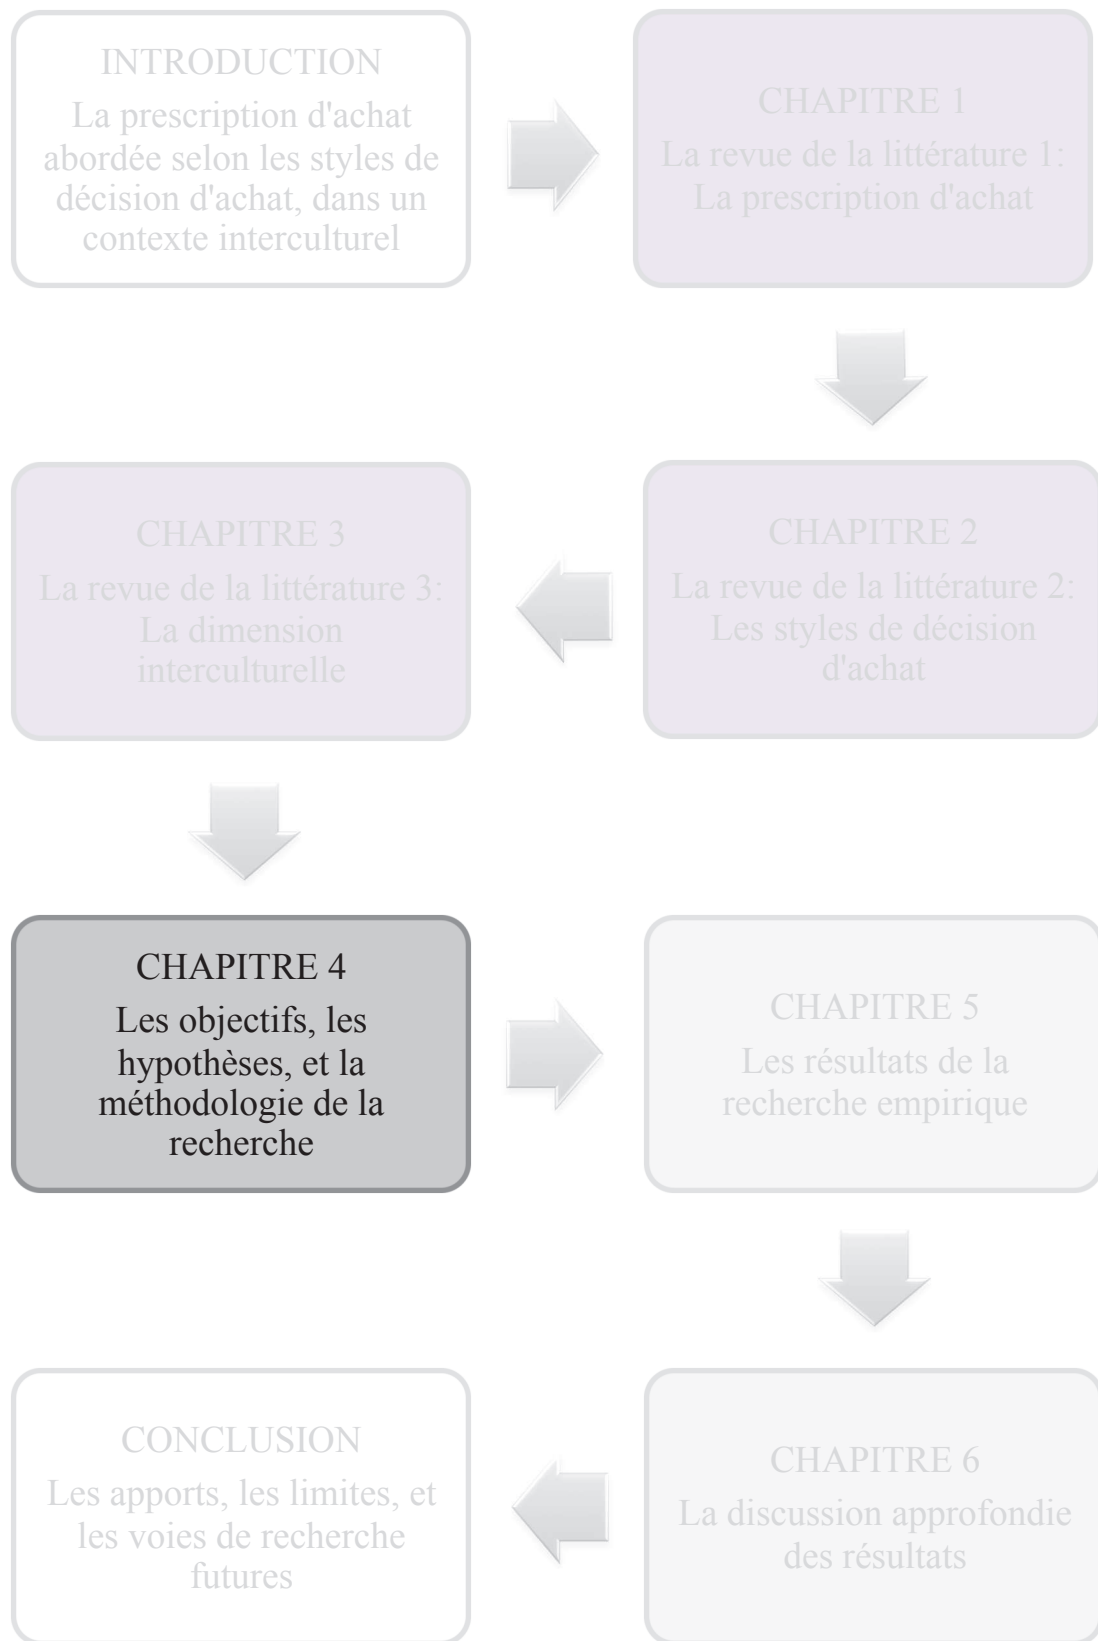 INTRODUCTION
La prescription d'achat
abordée selon les styles de
décision d'achat, dans un
contexte interculturel
CHAPITRE 1
La revue de la littérature 1:
La prescription d'achat
CHAPITRE 2
La revue de la littérature 2:
Les styles de décision
d'achat
CHAPITRE 3
La revue de la littérature 3:
La dimension
interculturelle
CHAPITRE 4
Les objectifs, les
hypothèses, et la
méthodologie de la
recherche
CHAPITRE 5
Les résultats de la
recherche empirique
CHAPITRE 6
La discussion approfondie
des résultats
CONCLUSION
Les apports, les limites, et
les voies de recherche
futures